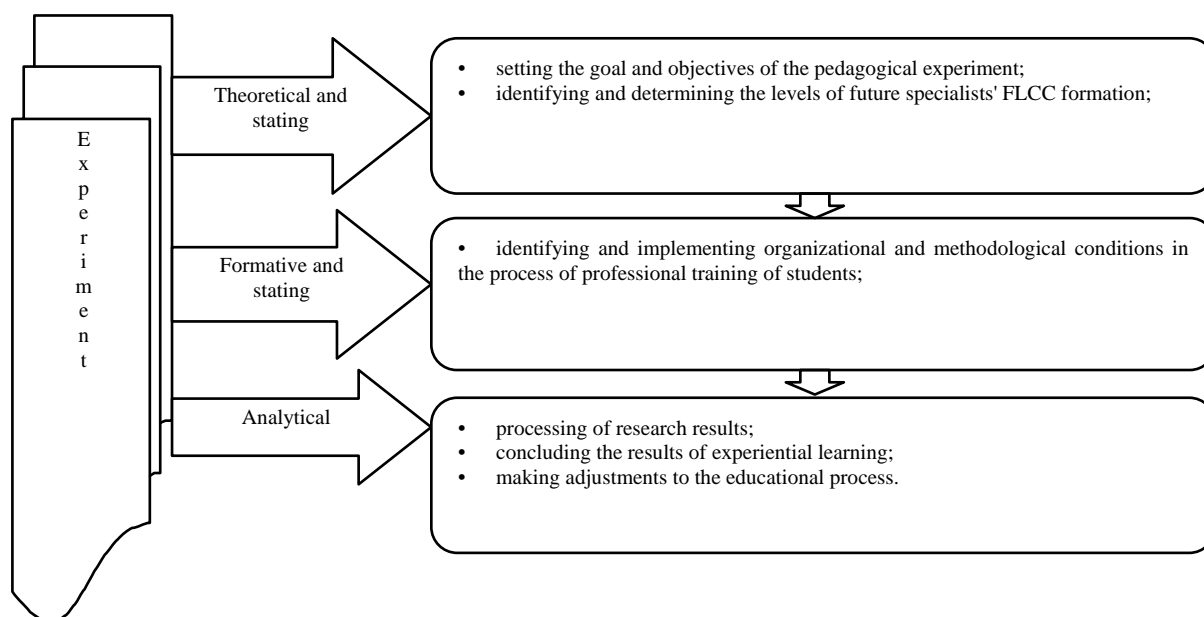 Experiment
Theoretical and
stating
• setting the goal and objectives of the pedagogical experiment;
• identifying and determining the levels of future specialists' FLCC formation;
Formative and
stating
• identifying and implementing organizational and methodological conditions in
the process of professional training of students;
Analytical
• processing of research results;
• concluding the results of experiential learning;
• making adjustments to the educational process.